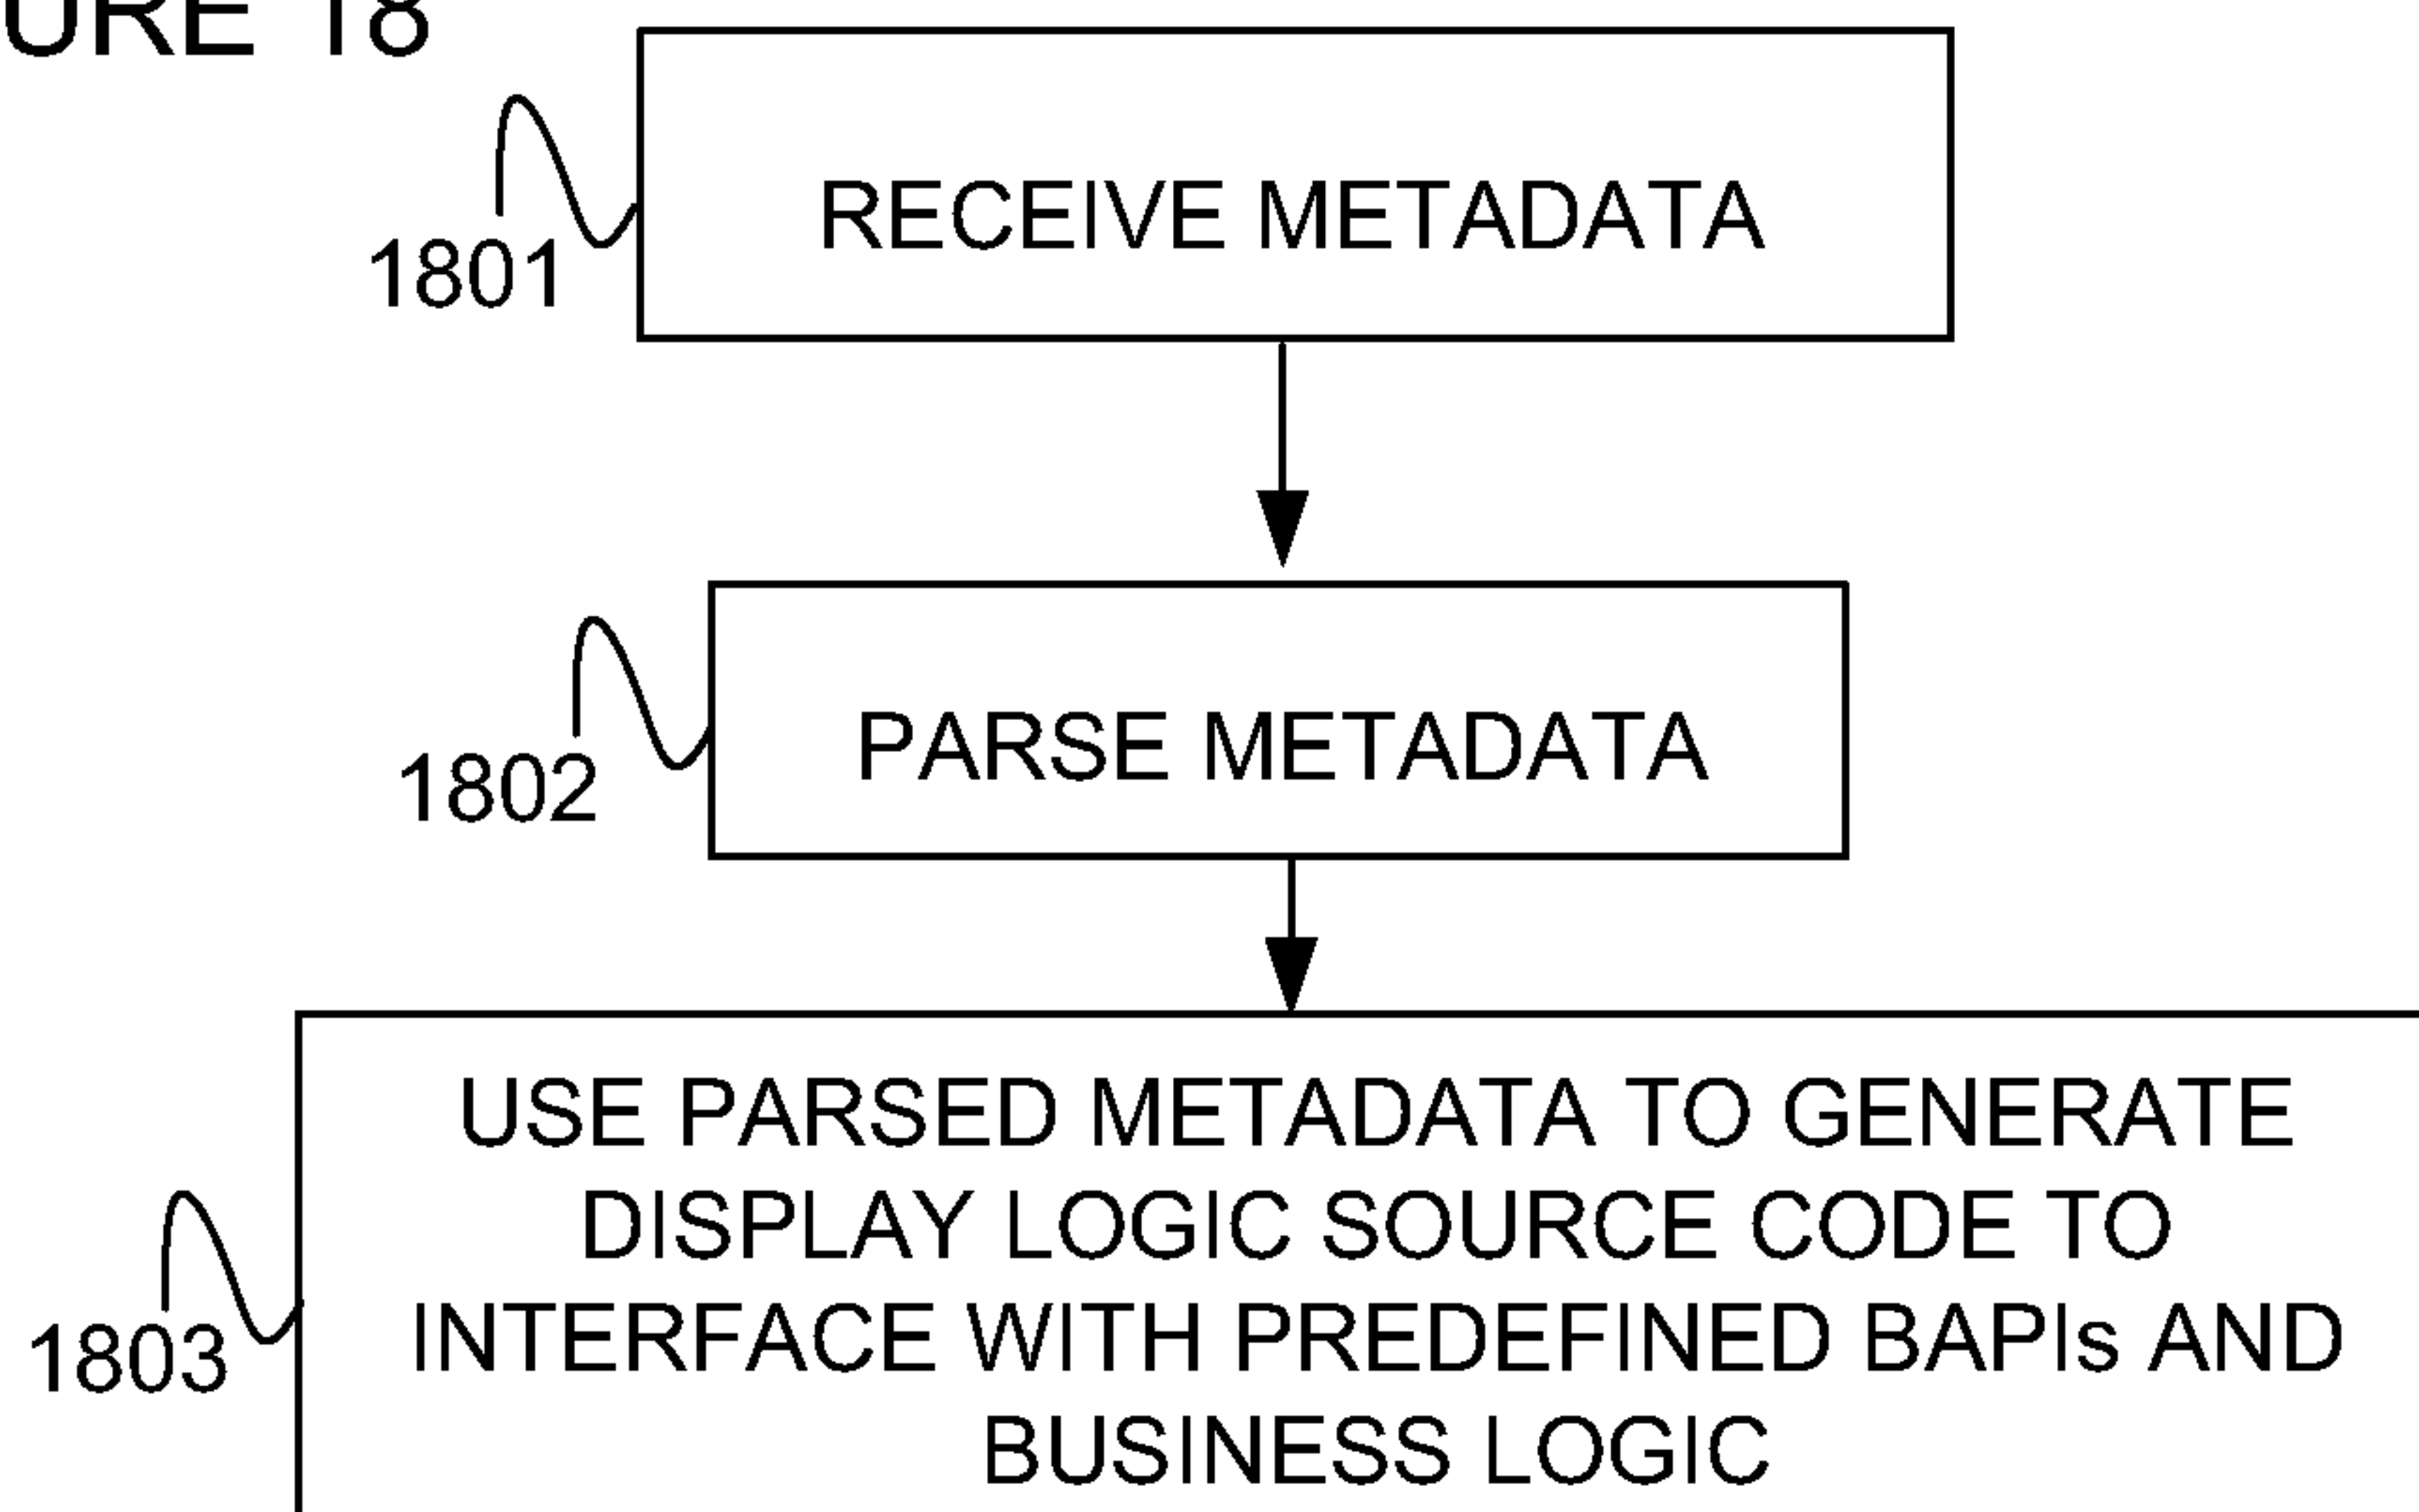 URE 18
RECEIVE METADATA
1801
PARSE METADATA
1802
USE PARSED METADATA TO GENERATE
DISPLAY LOGIC SOURCE CODE TO
INTERFACE WITH PREDEFINED BAPIs AND
1803
BUSINESS LOGIC